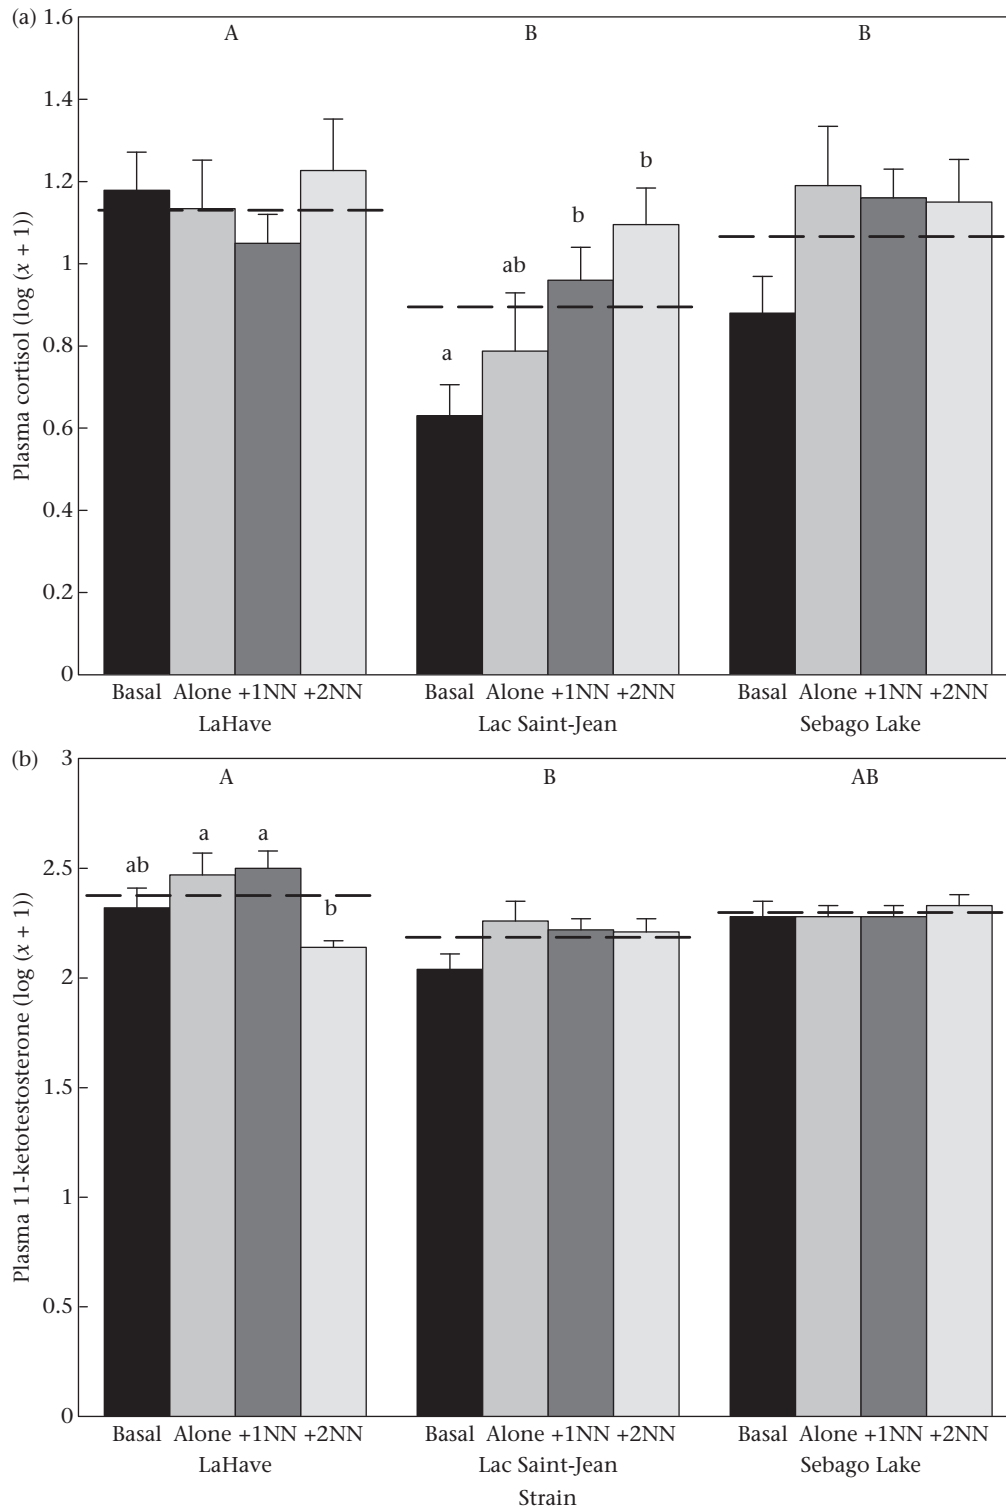 (a)
Plasma cortisol (log (x + 1))
1.6
1.4
1.2
1
0.8
0.6
0.4
0.2
0
A B B
a ab b b
Basal Alone +1NN +2NN Basal Alone +1NN +2NN Basal Alone +1NN +2NN
LaHave Lac Saint-Jean Sebago Lake
(b)
Plasma 11-ketotestosterone (log (x + 1))
3
2.5
2
1.5
1
0.5
0
A B AB
ab a a b
Basal Alone +1NN +2NN Basal Alone +1NN +2NN Basal Alone +1NN +2NN
LaHave Lac Saint-Jean Sebago Lake
Strain